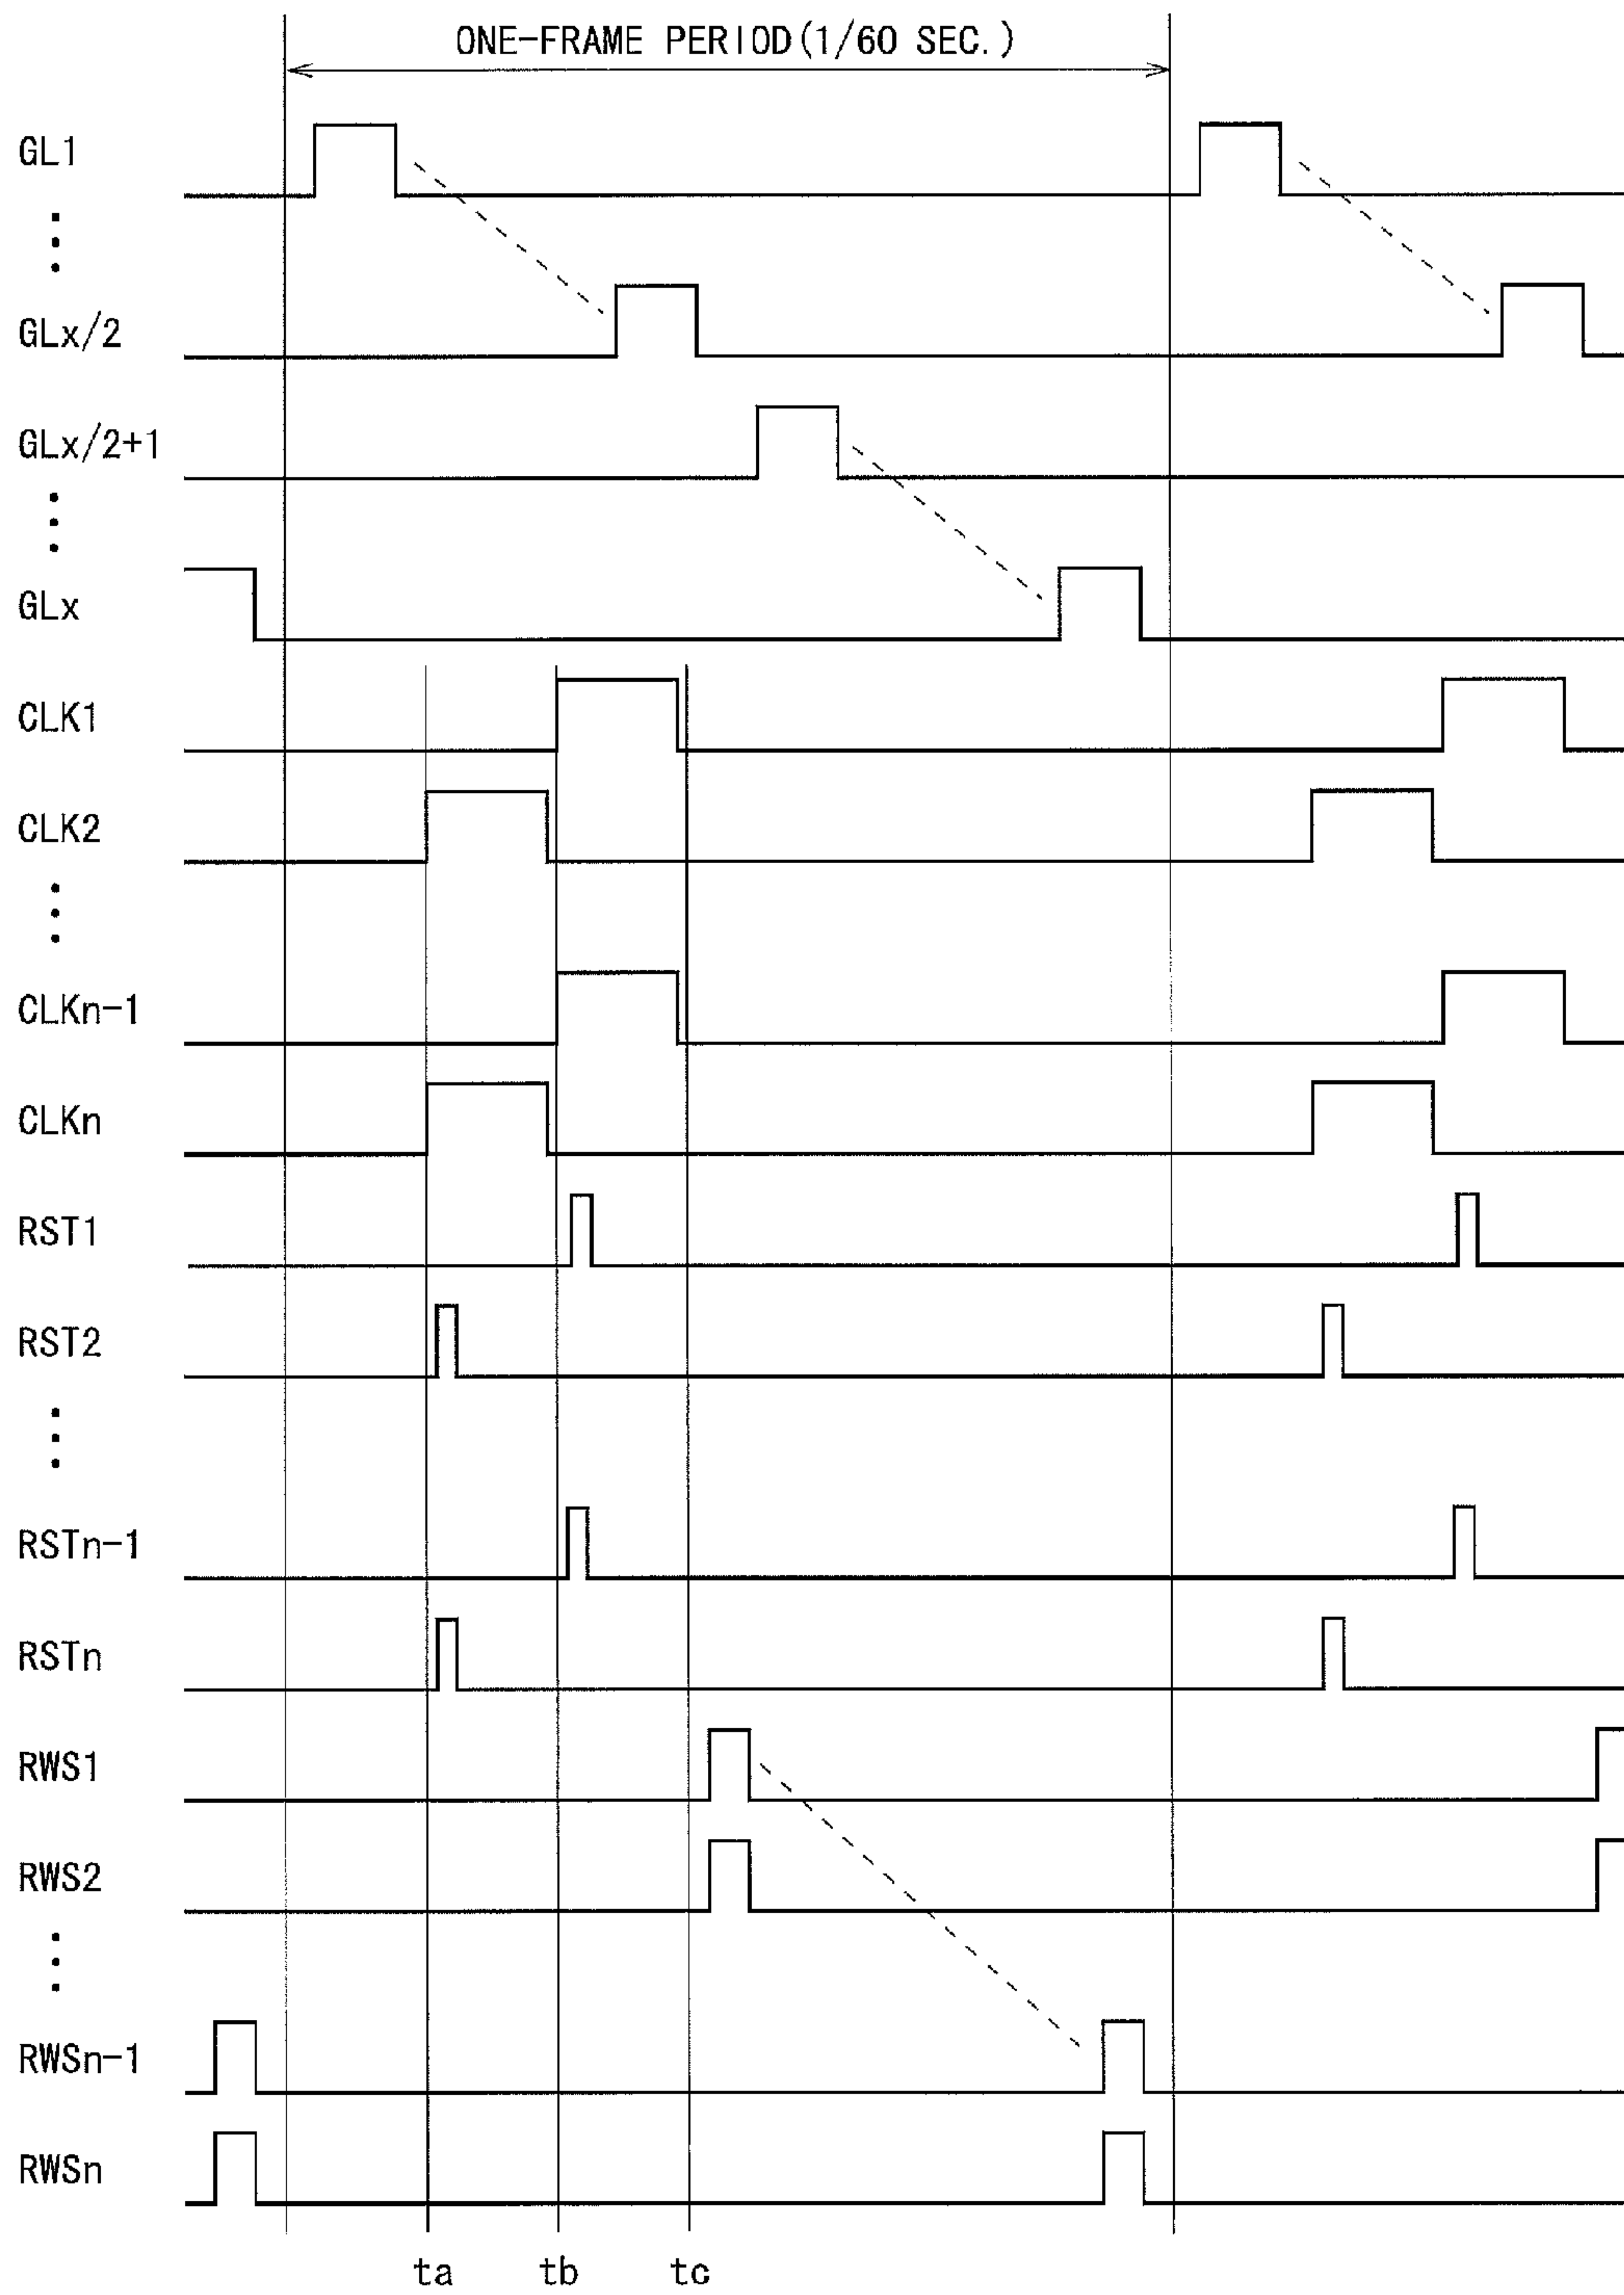 ONE-FRAME PERIOD(1/60 SEC.)
GL1
GLx/2
GLx/2+1
GLx
CLK1
CLK2
CLKn-1
CLKn
RST1
RST2
RSTn-1
RSTn
RWS1
RWS2
RWSn-1
RWSn
ta tb tc